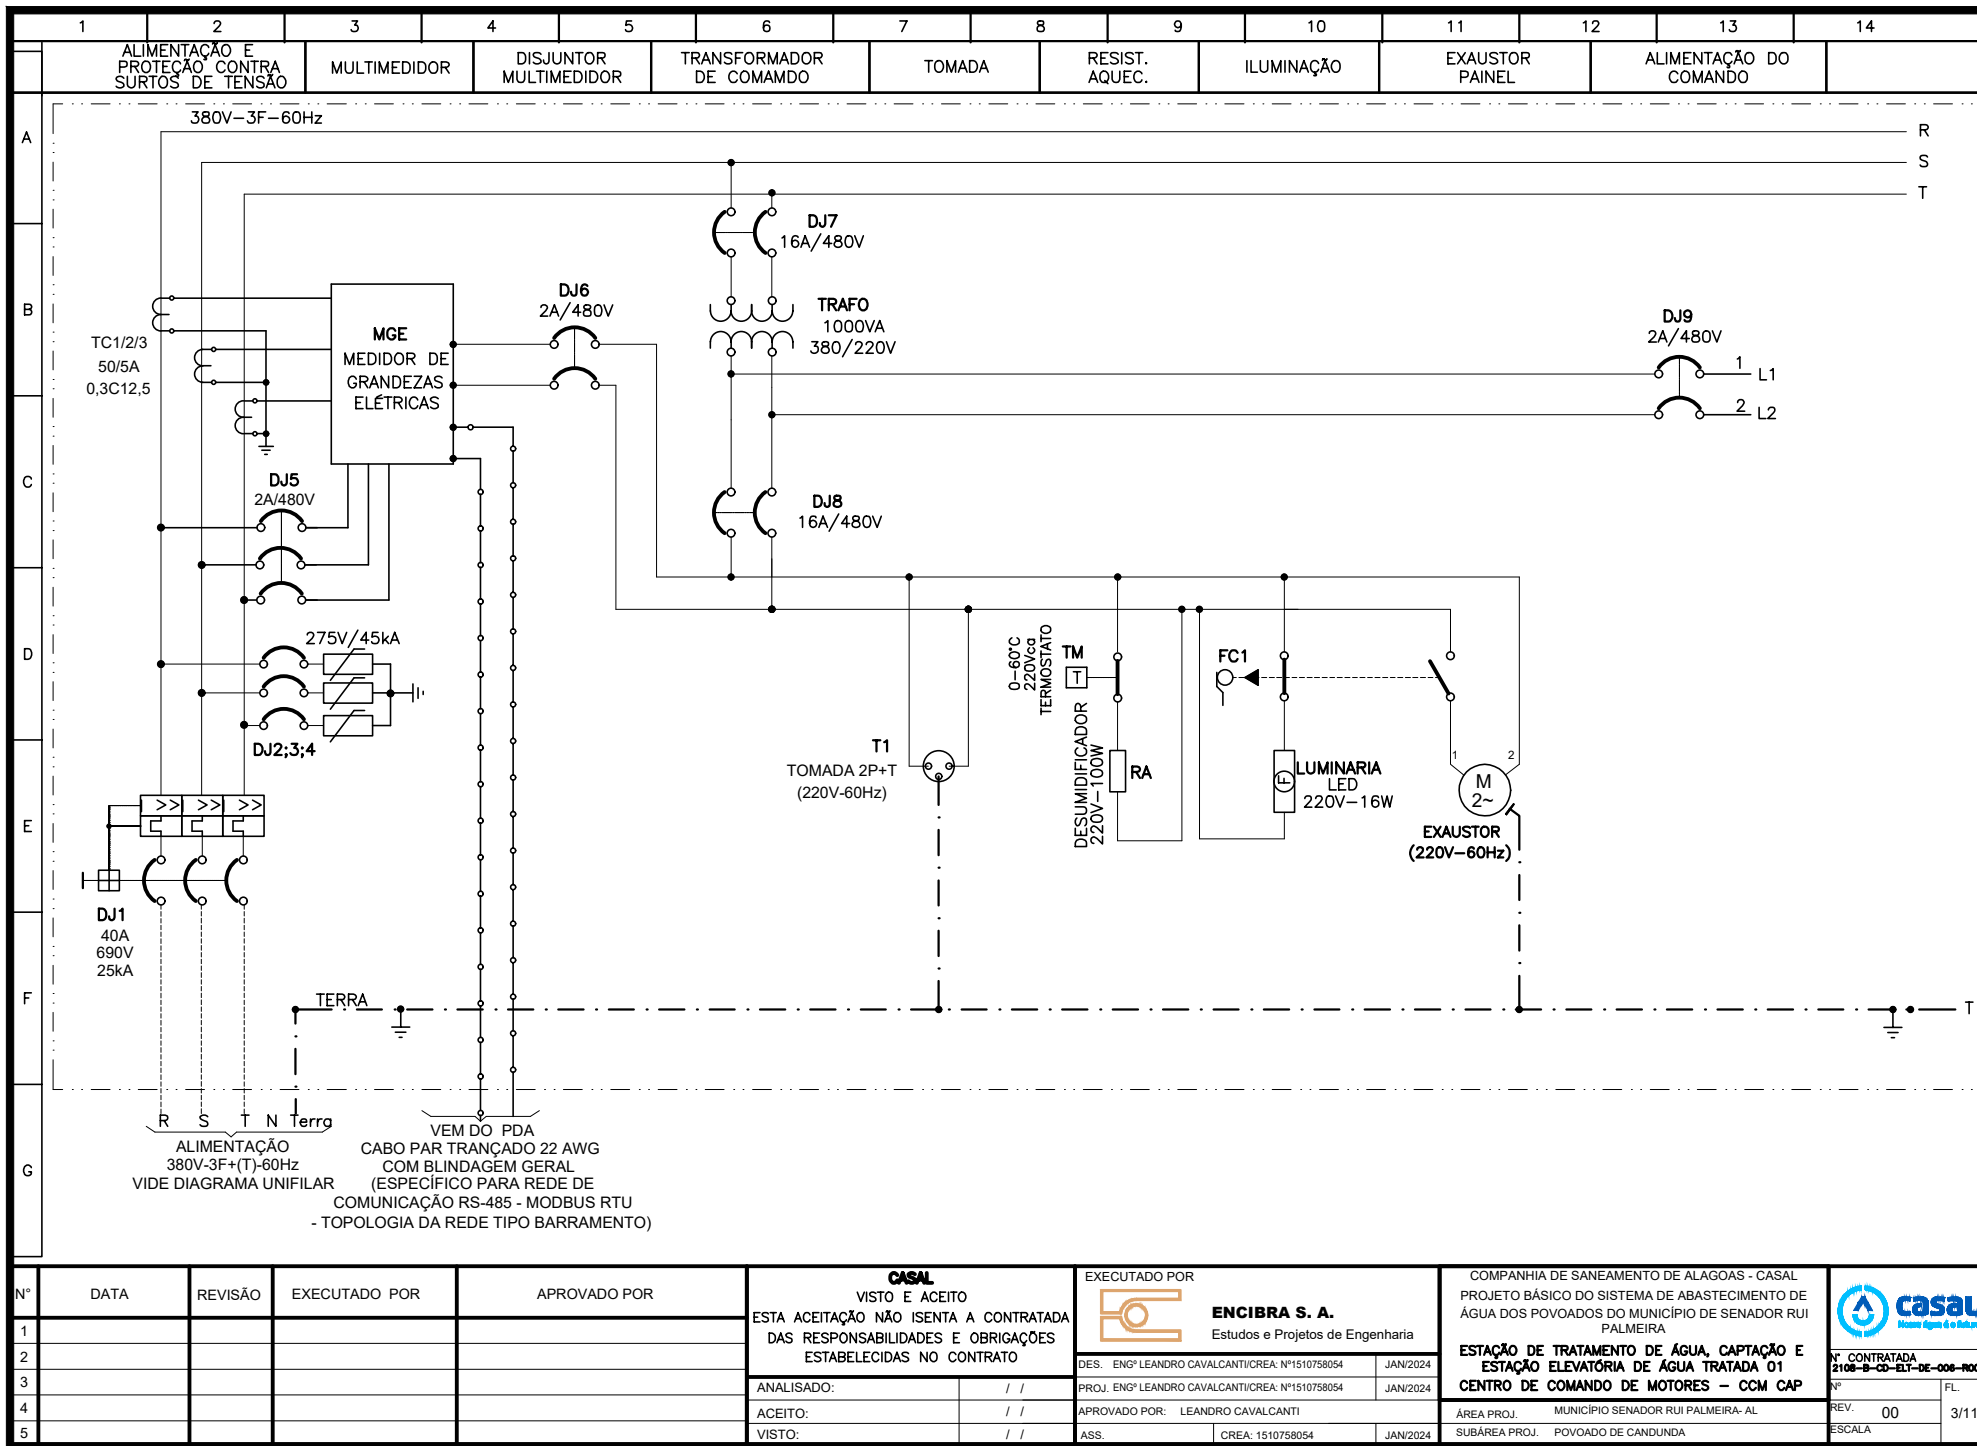 1 2 3 4 5 6 7 8 9 10 11 12 13 14
ALIMENTAÇÃO E
PROTEÇÃO CONTRA
SURTOS DE TENSÃO
MULTIMEDIDOR
DISJUNTOR
MULTIMEDIDOR
TRANSFORMADOR
DE COMAMDO
TOMADA
RESIST.
AQUEC.
ILUMINAÇÃO
EXAUSTOR
PAINEL
ALIMENTAÇÃO DO
COMANDO
A
B
C
D
E
F
G
380V-3F-60Hz
R
S
T
DJ7
16A/480V
TRAFO
1000VA
380/220V
DJ6
2A/480V
MGE
MEDIDOR DE
GRANDEZAS
ELÉTRICAS
TC1/2/3
50/5A
0,3C12,5
DJ9
2A/480V
1 L1
2 L2
DJ5
2A/480V
DJ8
16A/480V
275V/45kA
DJ2;3;4
0-60°C
220Vca
TERMOSTATO
TM
T
DESUMIDIFICADOR
220V-100W
RA
FC1
T1
TOMADA 2P+T
(220V-60Hz)
F
LUMINARIA
LED
220V-16W
1 2
M
2~
EXAUSTOR
(220V-60Hz)
>> >> >>
DJ1
40A
690V
25kA
TERRA
T
R S T N Terra
ALIMENTAÇÃO
380V-3F+(T)-60Hz
VIDE DIAGRAMA UNIFILAR
VEM DO PDA
CABO PAR TRANÇADO 22 AWG
COM BLINDAGEM GERAL
(ESPECÍFICO PARA REDE DE
COMUNICAÇÃO RS-485 - MODBUS RTU
- TOPOLOGIA DA REDE TIPO BARRAMENTO)
N° DATA REVISÃO EXECUTADO POR APROVADO POR
1
2
3
4
5
CASAL
VISTO E ACEITO
ESTA ACEITAÇÃO NÃO ISENTA A CONTRATADA
DAS RESPONSABILIDADES E OBRIGAÇÕES
ESTABELECIDAS NO CONTRATO
ANALISADO: / /
ACEITO: / /
VISTO: / /
EXECUTADO POR
ENCIBRA S. A.
Estudos e Projetos de Engenharia
DES. ENGº LEANDRO CAVALCANTI/CREA: Nº1510758054 JAN/2024
PROJ. ENGº LEANDRO CAVALCANTI/CREA: Nº1510758054 JAN/2024
APROVADO POR: LEANDRO CAVALCANTI
ASS. CREA: 1510758054 JAN/2024
COMPANHIA DE SANEAMENTO DE ALAGOAS - CASAL
PROJETO BÁSICO DO SISTEMA DE ABASTECIMENTO DE
ÁGUA DOS POVOADOS DO MUNICÍPIO DE SENADOR RUI
PALMEIRA
ESTAÇÃO DE TRATAMENTO DE ÁGUA, CAPTAÇÃO E
ESTAÇÃO ELEVATÓRIA DE ÁGUA TRATADA 01
CENTRO DE COMANDO DE MOTORES - CCM CAP
ÁREA PROJ. MUNICÍPIO SENADOR RUI PALMEIRA- AL
SUBÁREA PROJ. POVOADO DE CANDUNDA
casal
N° CONTRATADA
2108-B-CD-ELT-DE-006-R00
Nº FL.
REV. 00 3/11
ESCALA